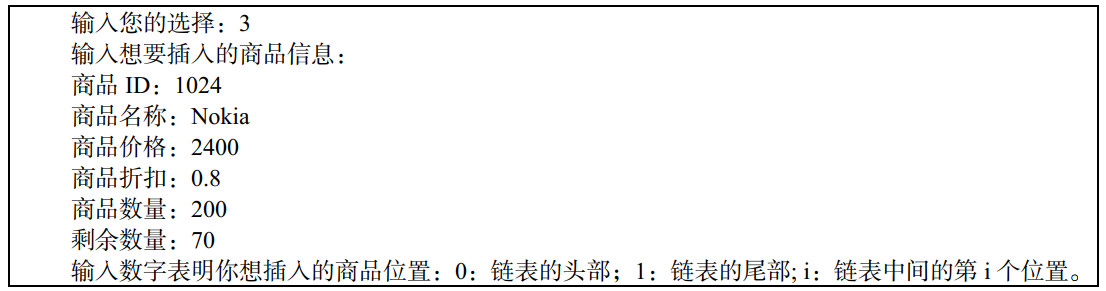 输入您的选择：3
输入想要插入的商品信息：
商品 ID：1024
商品名称：Nokia
商品价格：2400
商品折扣：0.8
商品数量：200
剩余数量：70
输入数字表明你想插入的商品位置：0：链表的头部；1：链表的尾部; i：链表中间的第 i 个位置。